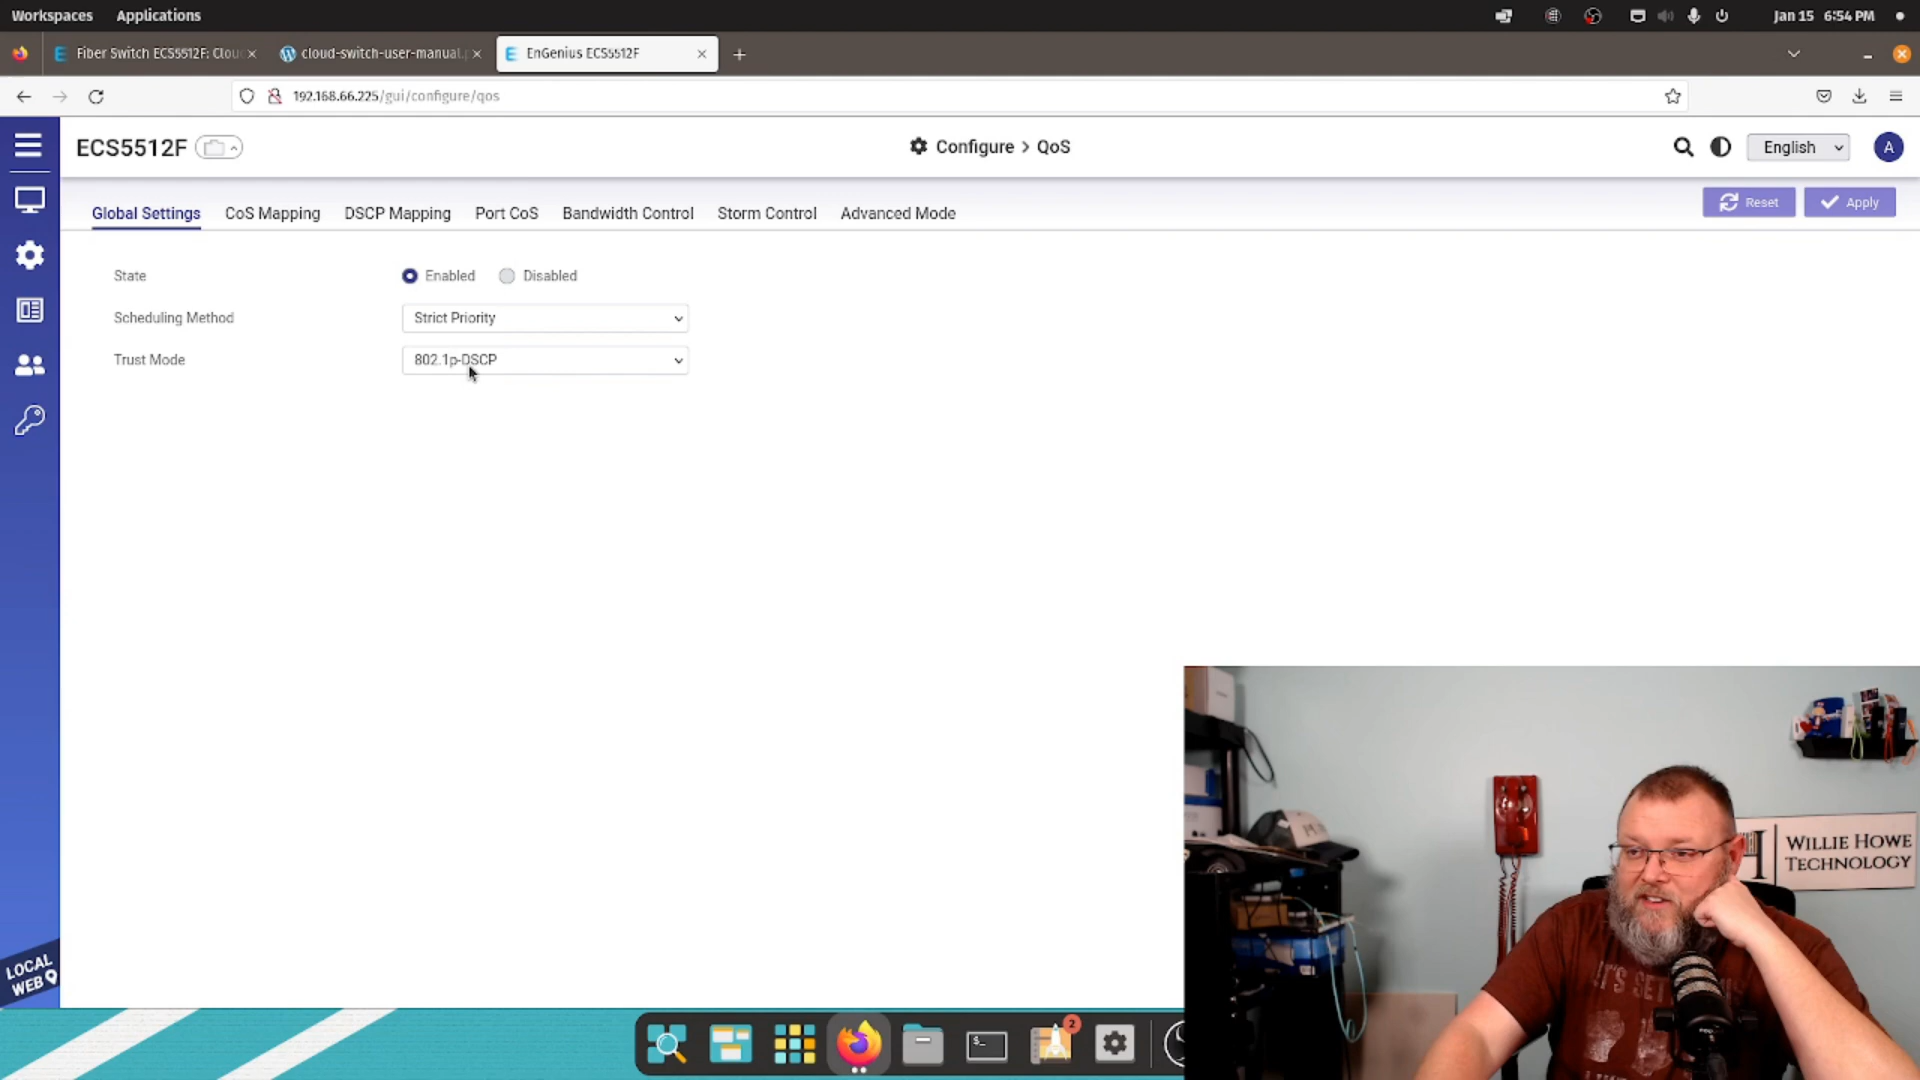 Workspaces Applications Jan 15 6:54 PM
Fiber Switch ECS5512F: Clou cloud-switch-user-manual. EnGenius ECS5512F
192.168.66.225/gui/configure/qos
ECS5512F Configure > QoS English A
Global Settings CoS Mapping DSCP Mapping Port CoS Bandwidth Control Storm Control Advanced Mode Reset Apply
State Enabled Disabled
Scheduling Method Strict Priority
Trust Mode 802.1p-DSCP
WILLIE HOWE
TECHNOLOGY
LOCAL
WEB
IT'S
2